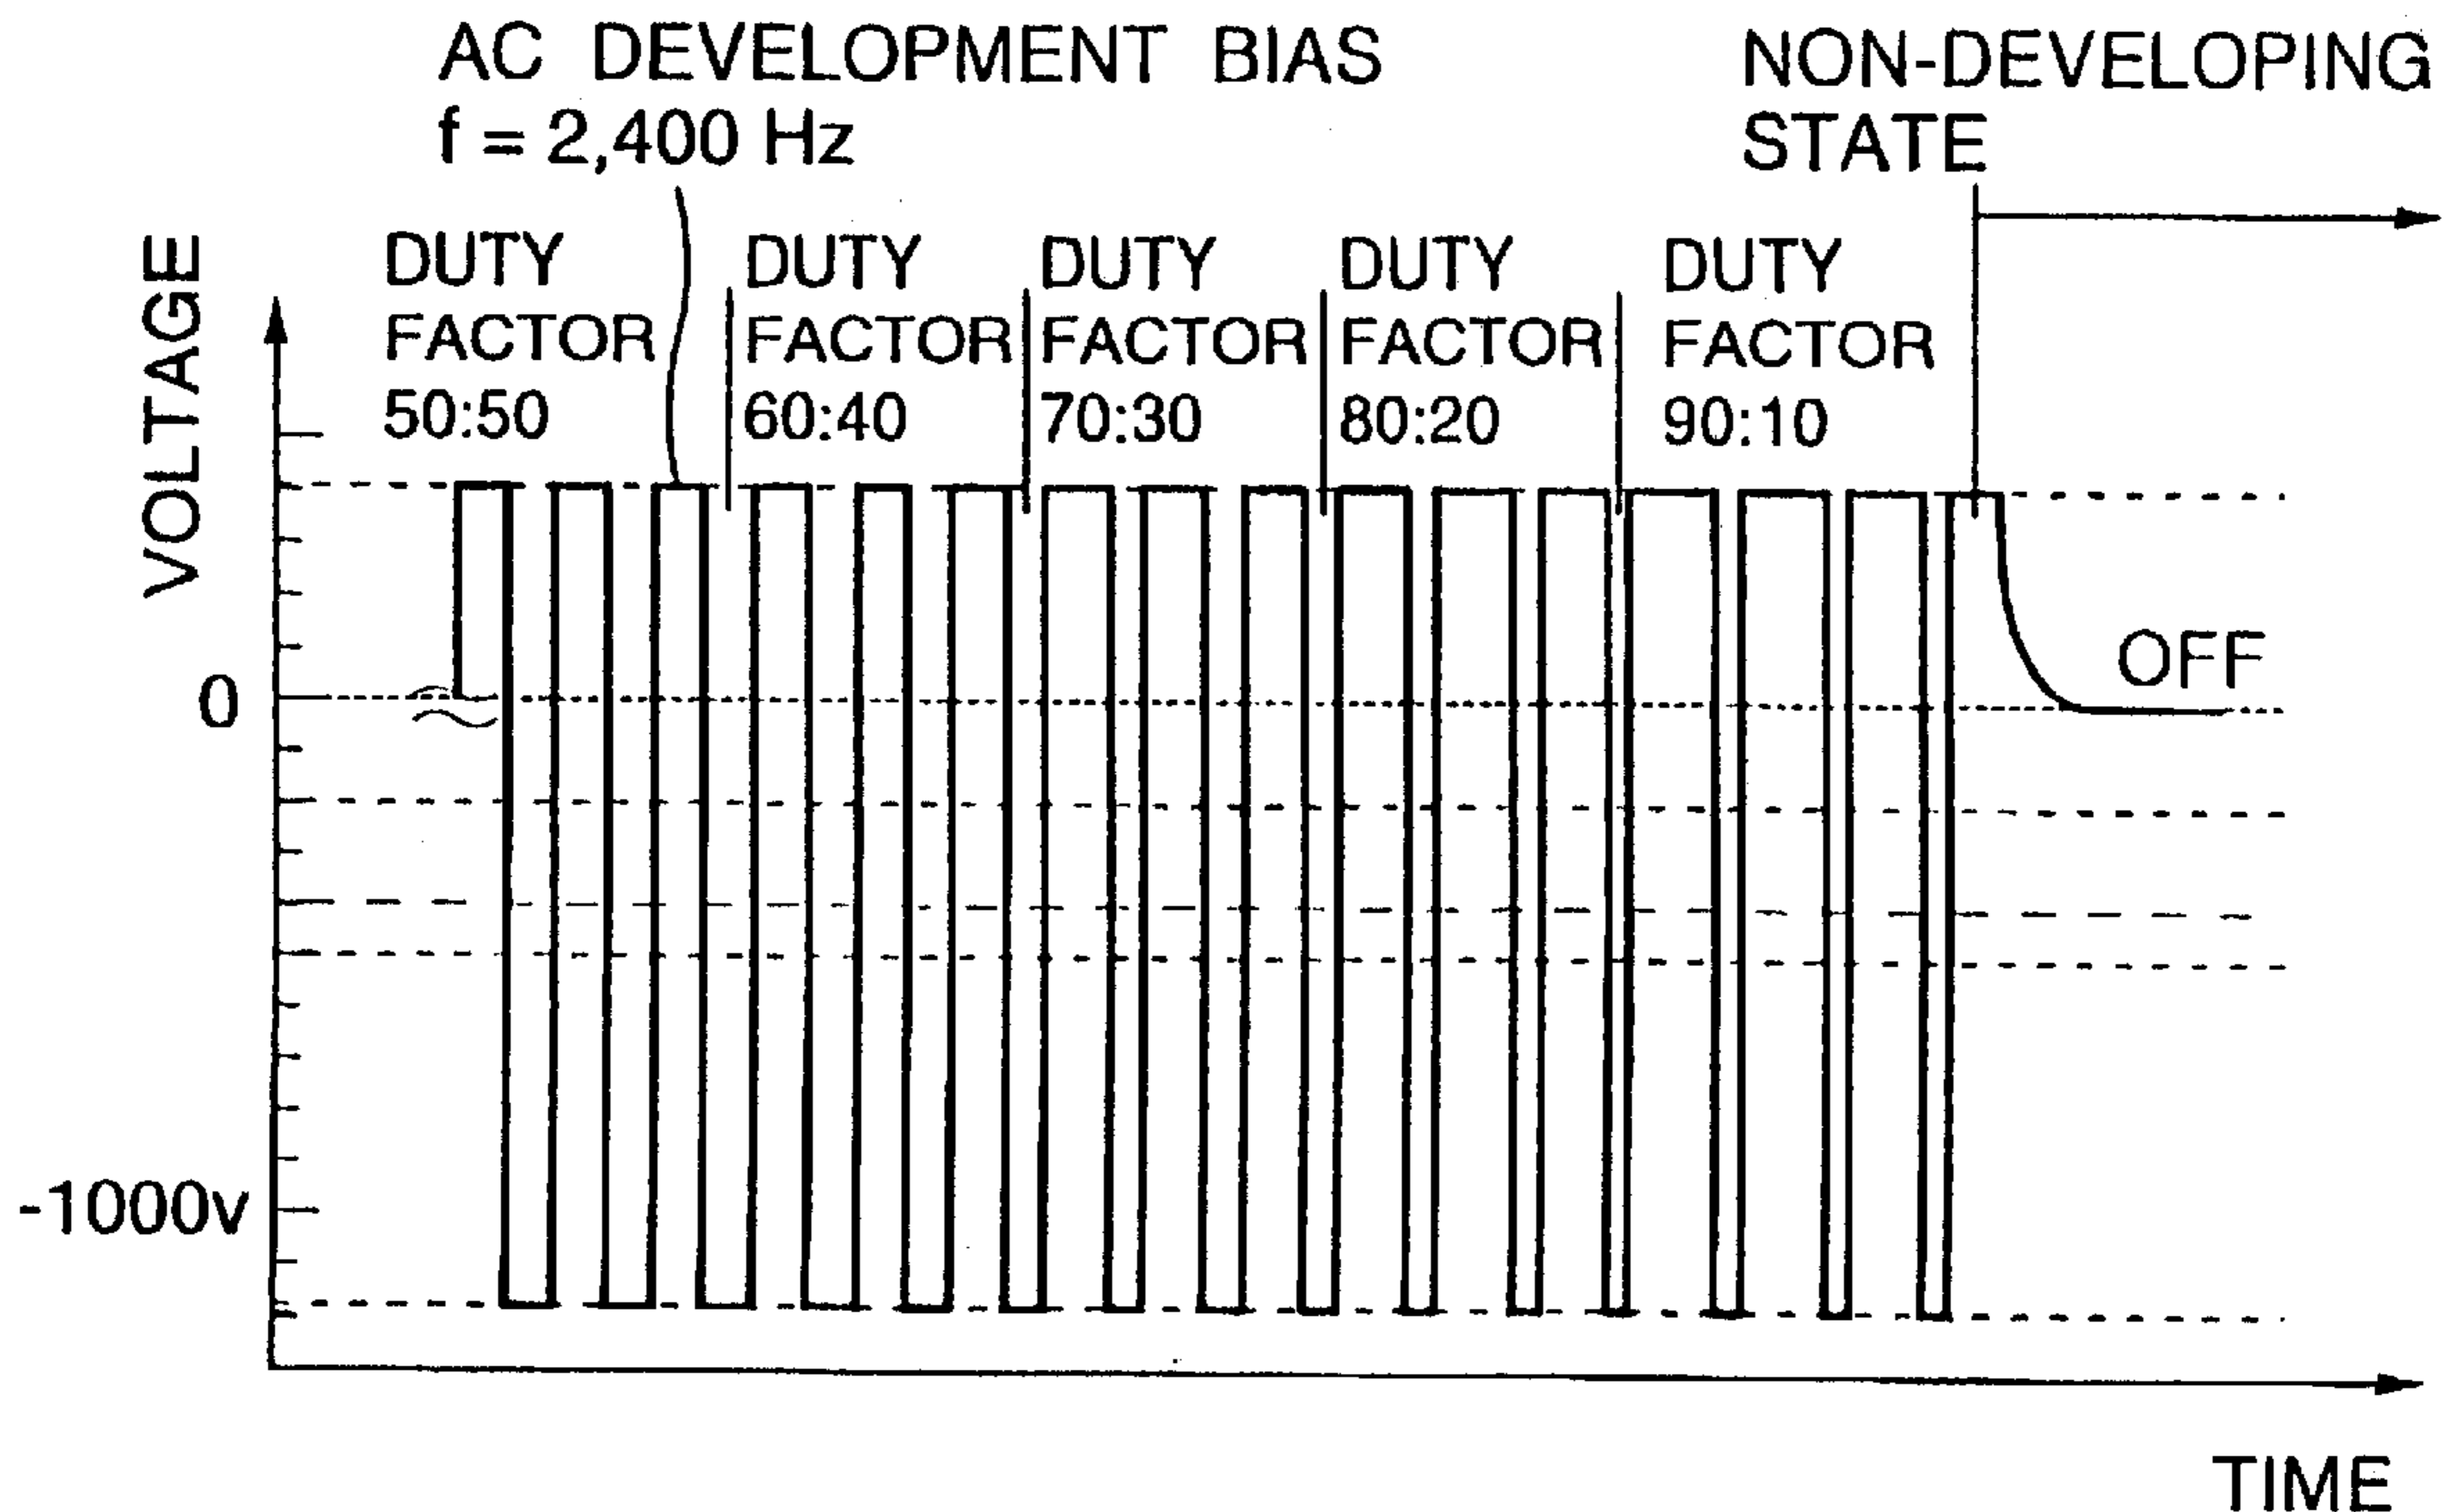 AC DEVELOPMENT BIAS
f = 2,400 Hz
NON-DEVELOPING
STATE
VOLTAGE
DUTY
FACTOR
50:50
DUTY
FACTOR
60:40
DUTY
FACTOR
70:30
DUTY
FACTOR
80:20
DUTY
FACTOR
90:10
0
OFF
-1000v
TIME